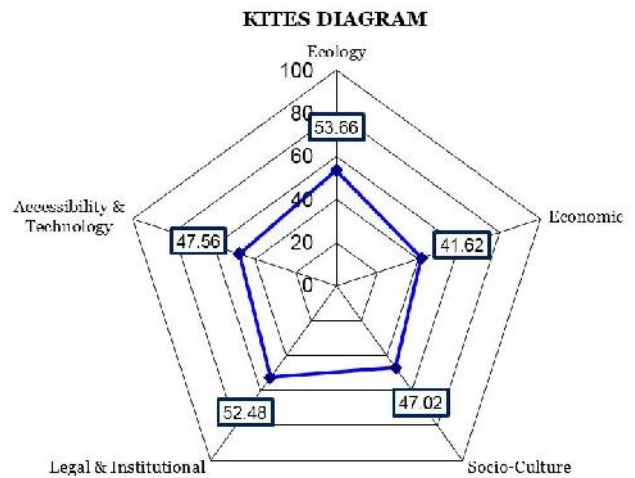 KITES DIAGRAM
Ecology
100
80
53.66
60
40
20
0
Accessibility &
Technology
47.56
41.62
Economic
52.48
47.02
Legal & Institutional
Socio-Culture